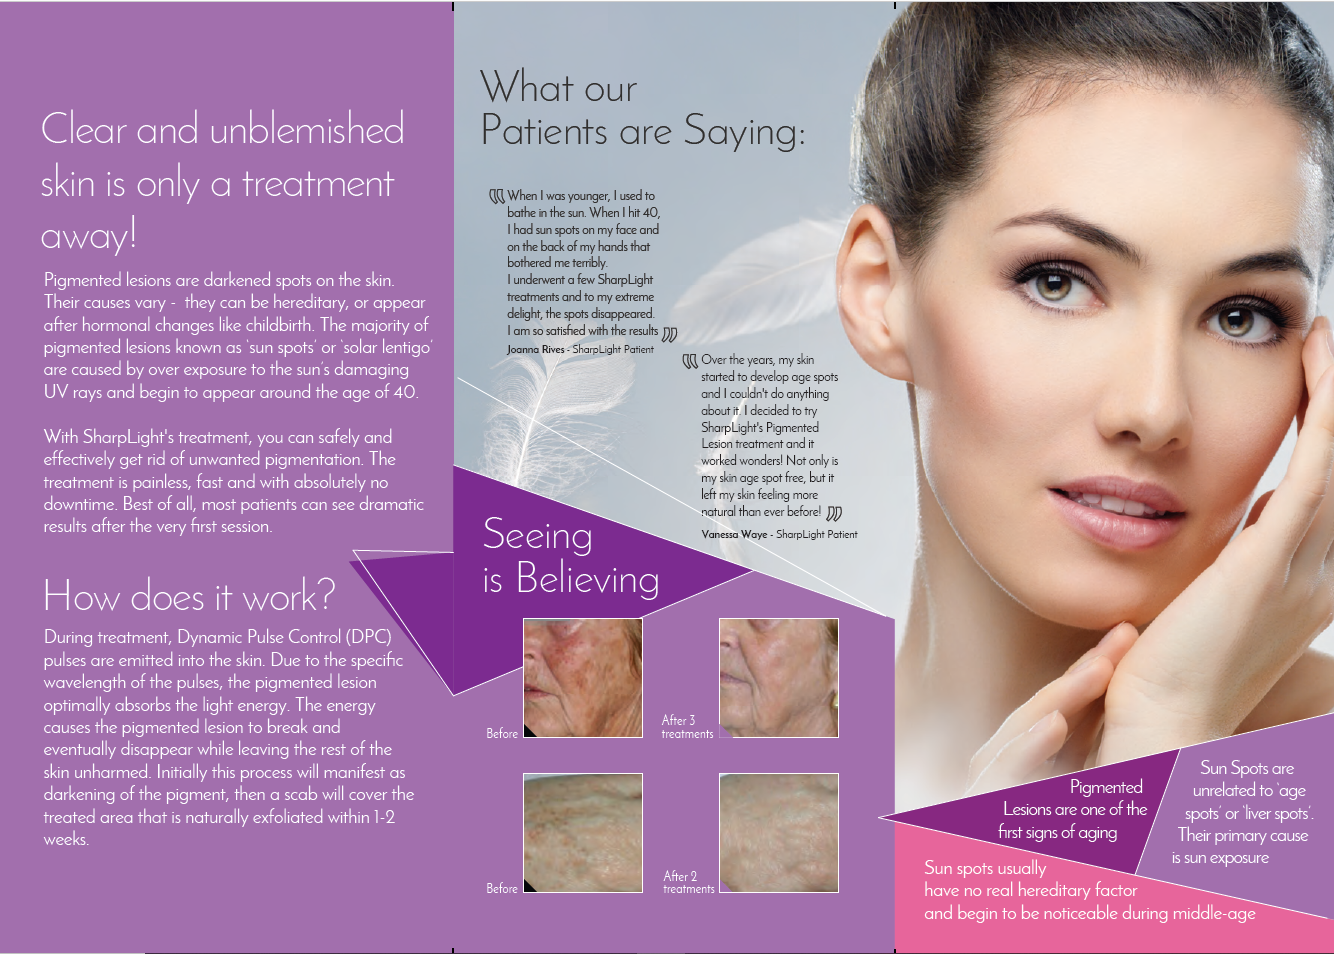 Clear and unblemished
skin is only a treatment
away!
Pigmented lesions are darkened spots on the skin.
Their causes vary -  they can be hereditary, or appear
after hormonal changes like childbirth. The majority of
pigmented lesions known as ‛sun spots’ or ‛solar lentigo’
are caused by over exposure to the sun’s damaging
UV rays and begin to appear around the age of 40.
With SharpLight's treatment, you can safely and
effectively get rid of unwanted pigmentation. The
treatment is painless, fast and with absolutely no
downtime. Best of all, most patients can see dramatic
results after the very first session.
How does it work?
During treatment, Dynamic Pulse Control (DPC)
pulses are emitted into the skin. Due to the specific
wavelength of the pulses, the pigmented lesion
optimally absorbs the light energy. The energy
causes the pigmented lesion to break and
eventually disappear while leaving the rest of the
skin unharmed. Initially this process will manifest as
darkening of the pigment, then a scab will cover the
treated area that is naturally exfoliated within 1-2
weeks.
What our
Patients are Saying:
“When I was younger, I used to
bathe in the sun. When I hit 40,
I had sun spots on my face and
on the back of my hands that
bothered me terribly.
I underwent a few SharpLight
treatments and to my extreme
delight, the spots disappeared.
I am so satisfied with the results”
Joanna Rives - SharpLight Patient
“Over the years, my skin
started to develop age spots
and I couldn't do anything
about it. I decided to try
SharpLight's Pigmented
Lesion treatment and it
worked wonders! Not only is
my skin age spot free, but it
left my skin feeling more
natural than ever before!”
Vanessa Waye - SharpLight Patient
Seeing
is Believing
Before
After 3
treatments
Before
After 2
treatments
Pigmented
Lesions are one of the
first signs of aging
Sun Spots are
unrelated to ‛age
spots’ or ‛liver spots’.
Their primary cause
is sun exposure
Sun spots usually
have no real hereditary factor
and begin to be noticeable during middle-age